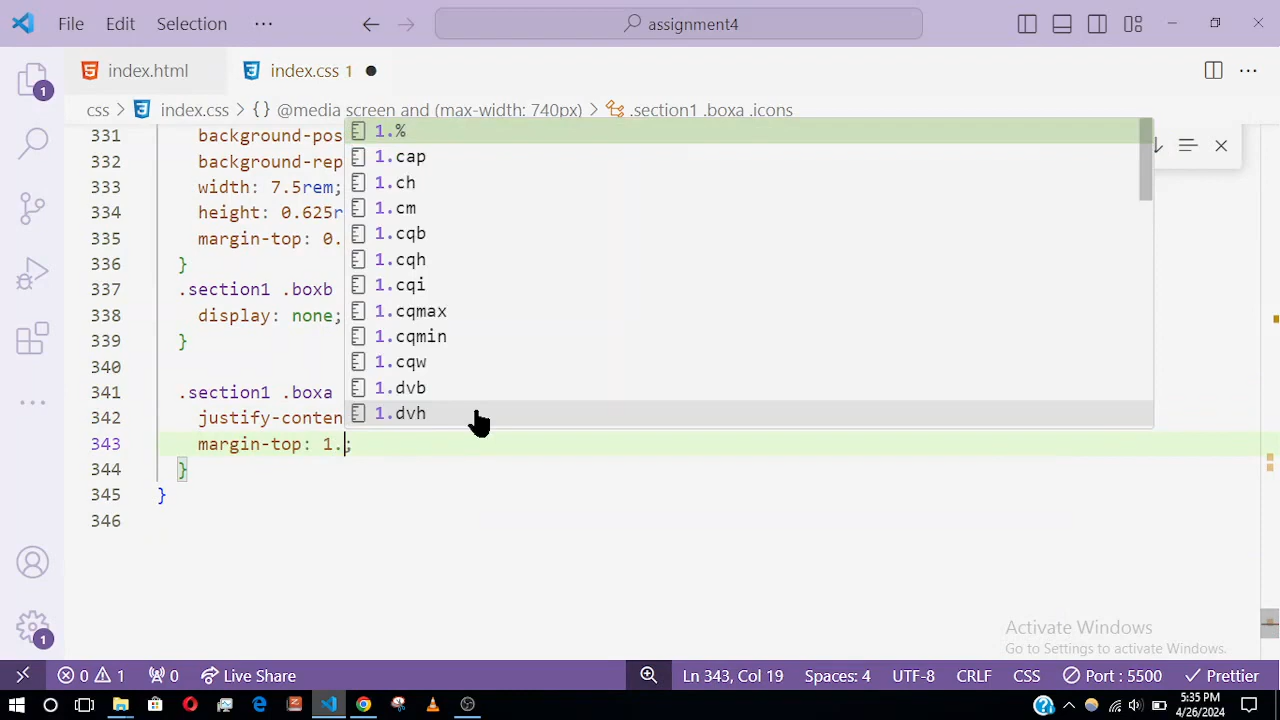 File Edit Selection ··· assignment4
index.html index.css 1
css > index.css > {} @media screen and (max-width: 740px) > .section1 .boxa .icons
331 background-pos
332 background-rep
333 width: 7.5rem;
334 height: 0.625r
335 margin-top: 0.
336 }
337 .section1 .boxb
338 display: none;
339 }
340
341 .section1 .boxa
342 justify-conten
343 margin-top: 1.;
344 }
345 }
346
1.%
1.cap
1.ch
1.cm
1.cqb
1.cqh
1.cqi
1.cqmax
1.cqmin
1.cqw
1.dvb
1.dvh
1
1
Activate Windows
Go to Settings to activate Windows.
0 1 0 Live Share Ln 343, Col 19 Spaces: 4 UTF-8 CRLF CSS Port : 5500 Prettier
5:35 PM
4/26/2024